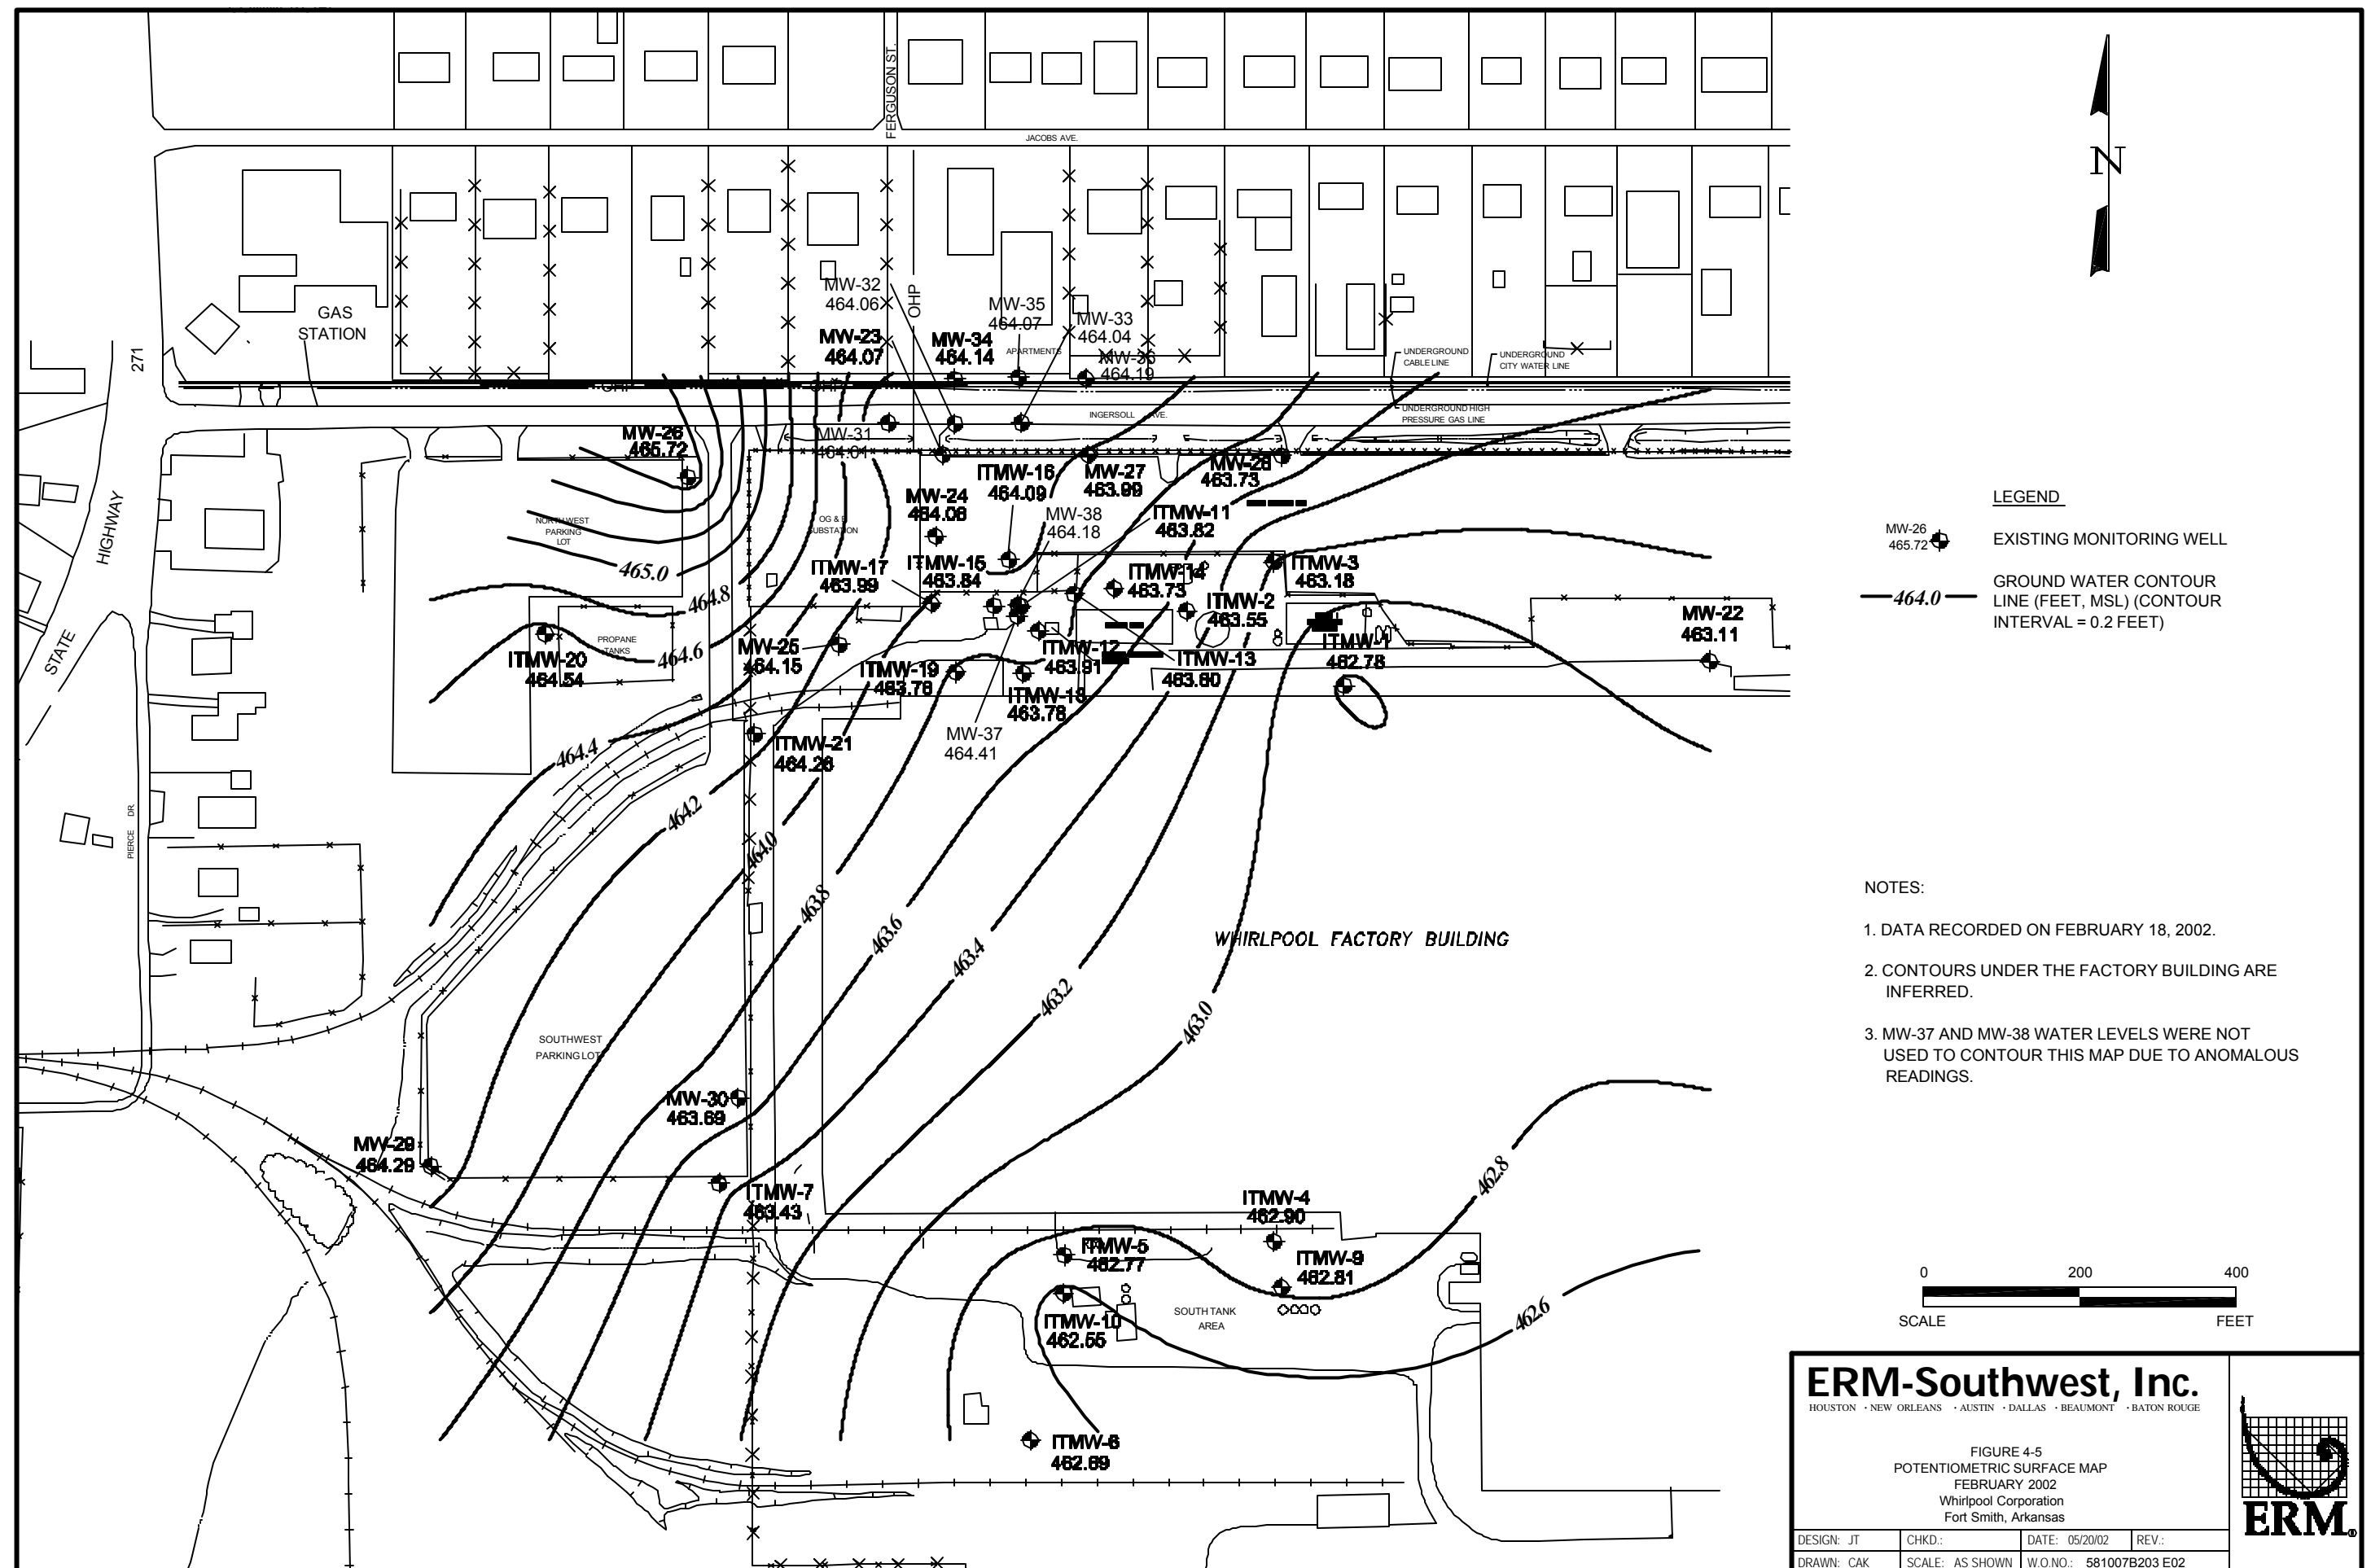 FERGUSON ST.
JACOBS AVE.
GAS
STATION
271
HIGHWAY
STATE
PIERCE DR.
OHP
MW-32
464.06
MW-35
464.07
MW-33
464.04
MW-23
464.07
MW-34
464.14
APARTMENTS
MW-36
464.19
UNDERGROUND
CABLE LINE
UNDERGROUND
CITY WATER LINE
OHP
OHP
INGERSOLL AVE.
UNDERGROUND HIGH
PRESSURE GAS LINE
MW-26
465.72
MW-31
464.01
ITMW-16
464.09
MW-27
463.99
MW-28
463.73
MW-24
464.08
MW-38
464.18
ITMW-11
463.82
NORTHWEST
PARKING
LOT
OG & E
SUBSTATION
465.0
ITMW-17
463.99
ITMW-15
463.84
ITMW-14
463.73
ITMW-3
463.18
464.8
ITMW-2
463.55
MW-22
463.11
PROPANE
TANKS
464.6
ITMW-20
464.54
MW-25
464.15
ITMW-19
463.78
ITMW-12
463.91
ITMW-13
463.60
ITMW-1
462.78
ITMW-18
463.78
MW-37
464.41
ITMW-21
464.26
464.4
464.2
464.0
463.8
463.6
463.4
463.2
463.0
WHIRLPOOL FACTORY BUILDING
SOUTHWEST
PARKING LOT
MW-30
463.69
MW-29
464.29
ITMW-7
463.43
ITMW-4
462.90
ITMW-5
462.77
ITMW-9
462.81
462.8
ITMW-10
462.55
SOUTH TANK
AREA
462.6
ITMW-6
462.69
N
LEGEND
MW-26
465.72
EXISTING MONITORING WELL
464.0
GROUND WATER CONTOUR
LINE (FEET, MSL) (CONTOUR
INTERVAL = 0.2 FEET)
NOTES:
1. DATA RECORDED ON FEBRUARY 18, 2002.
2. CONTOURS UNDER THE FACTORY BUILDING ARE
INFERRED.
3. MW-37 AND MW-38 WATER LEVELS WERE NOT
USED TO CONTOUR THIS MAP DUE TO ANOMALOUS
READINGS.
0 200 400
SCALE FEET
ERM-Southwest, Inc.
HOUSTON • NEW ORLEANS • AUSTIN • DALLAS • BEAUMONT • BATON ROUGE
FIGURE 4-5
POTENTIOMETRIC SURFACE MAP
FEBRUARY 2002
Whirlpool Corporation
Fort Smith, Arkansas
DESIGN: JT CHKD.: DATE: 05/20/02 REV.:
DRAWN: CAK SCALE: AS SHOWN W.O.NO.: 581007B203 E02
ERM®